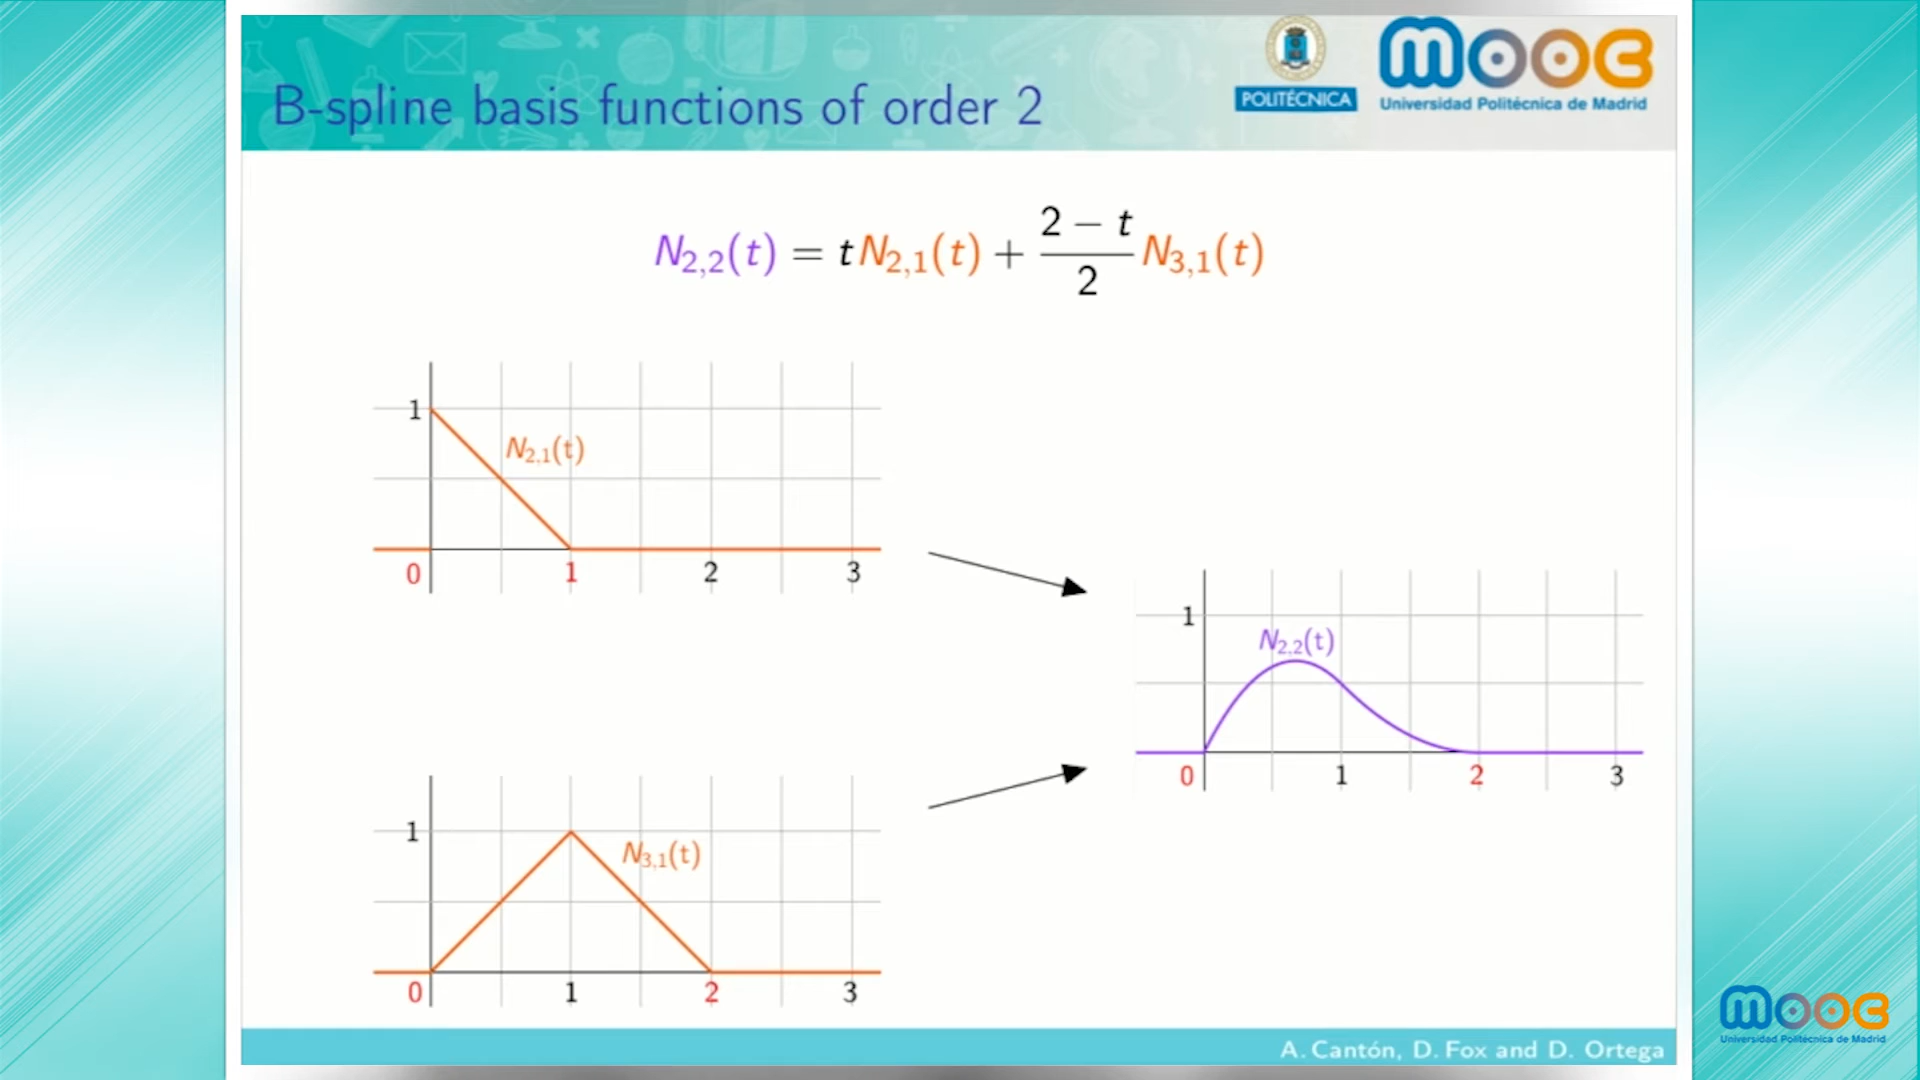 B-spline basis functions of order 2
POLITÉCNICA
MOOC
Universidad Politécnica de Madrid
N2,2(t) = tN2,1(t) + (2 − t)/2 N3,1(t)
1
N2,1(t)
0 1 2 3
1
N2,2(t)
0 1 2 3
1
N3,1(t)
0 1 2 3
A. Cantón, D. Fox and D. Ortega
MOOC
Universidad Politécnica de Madrid